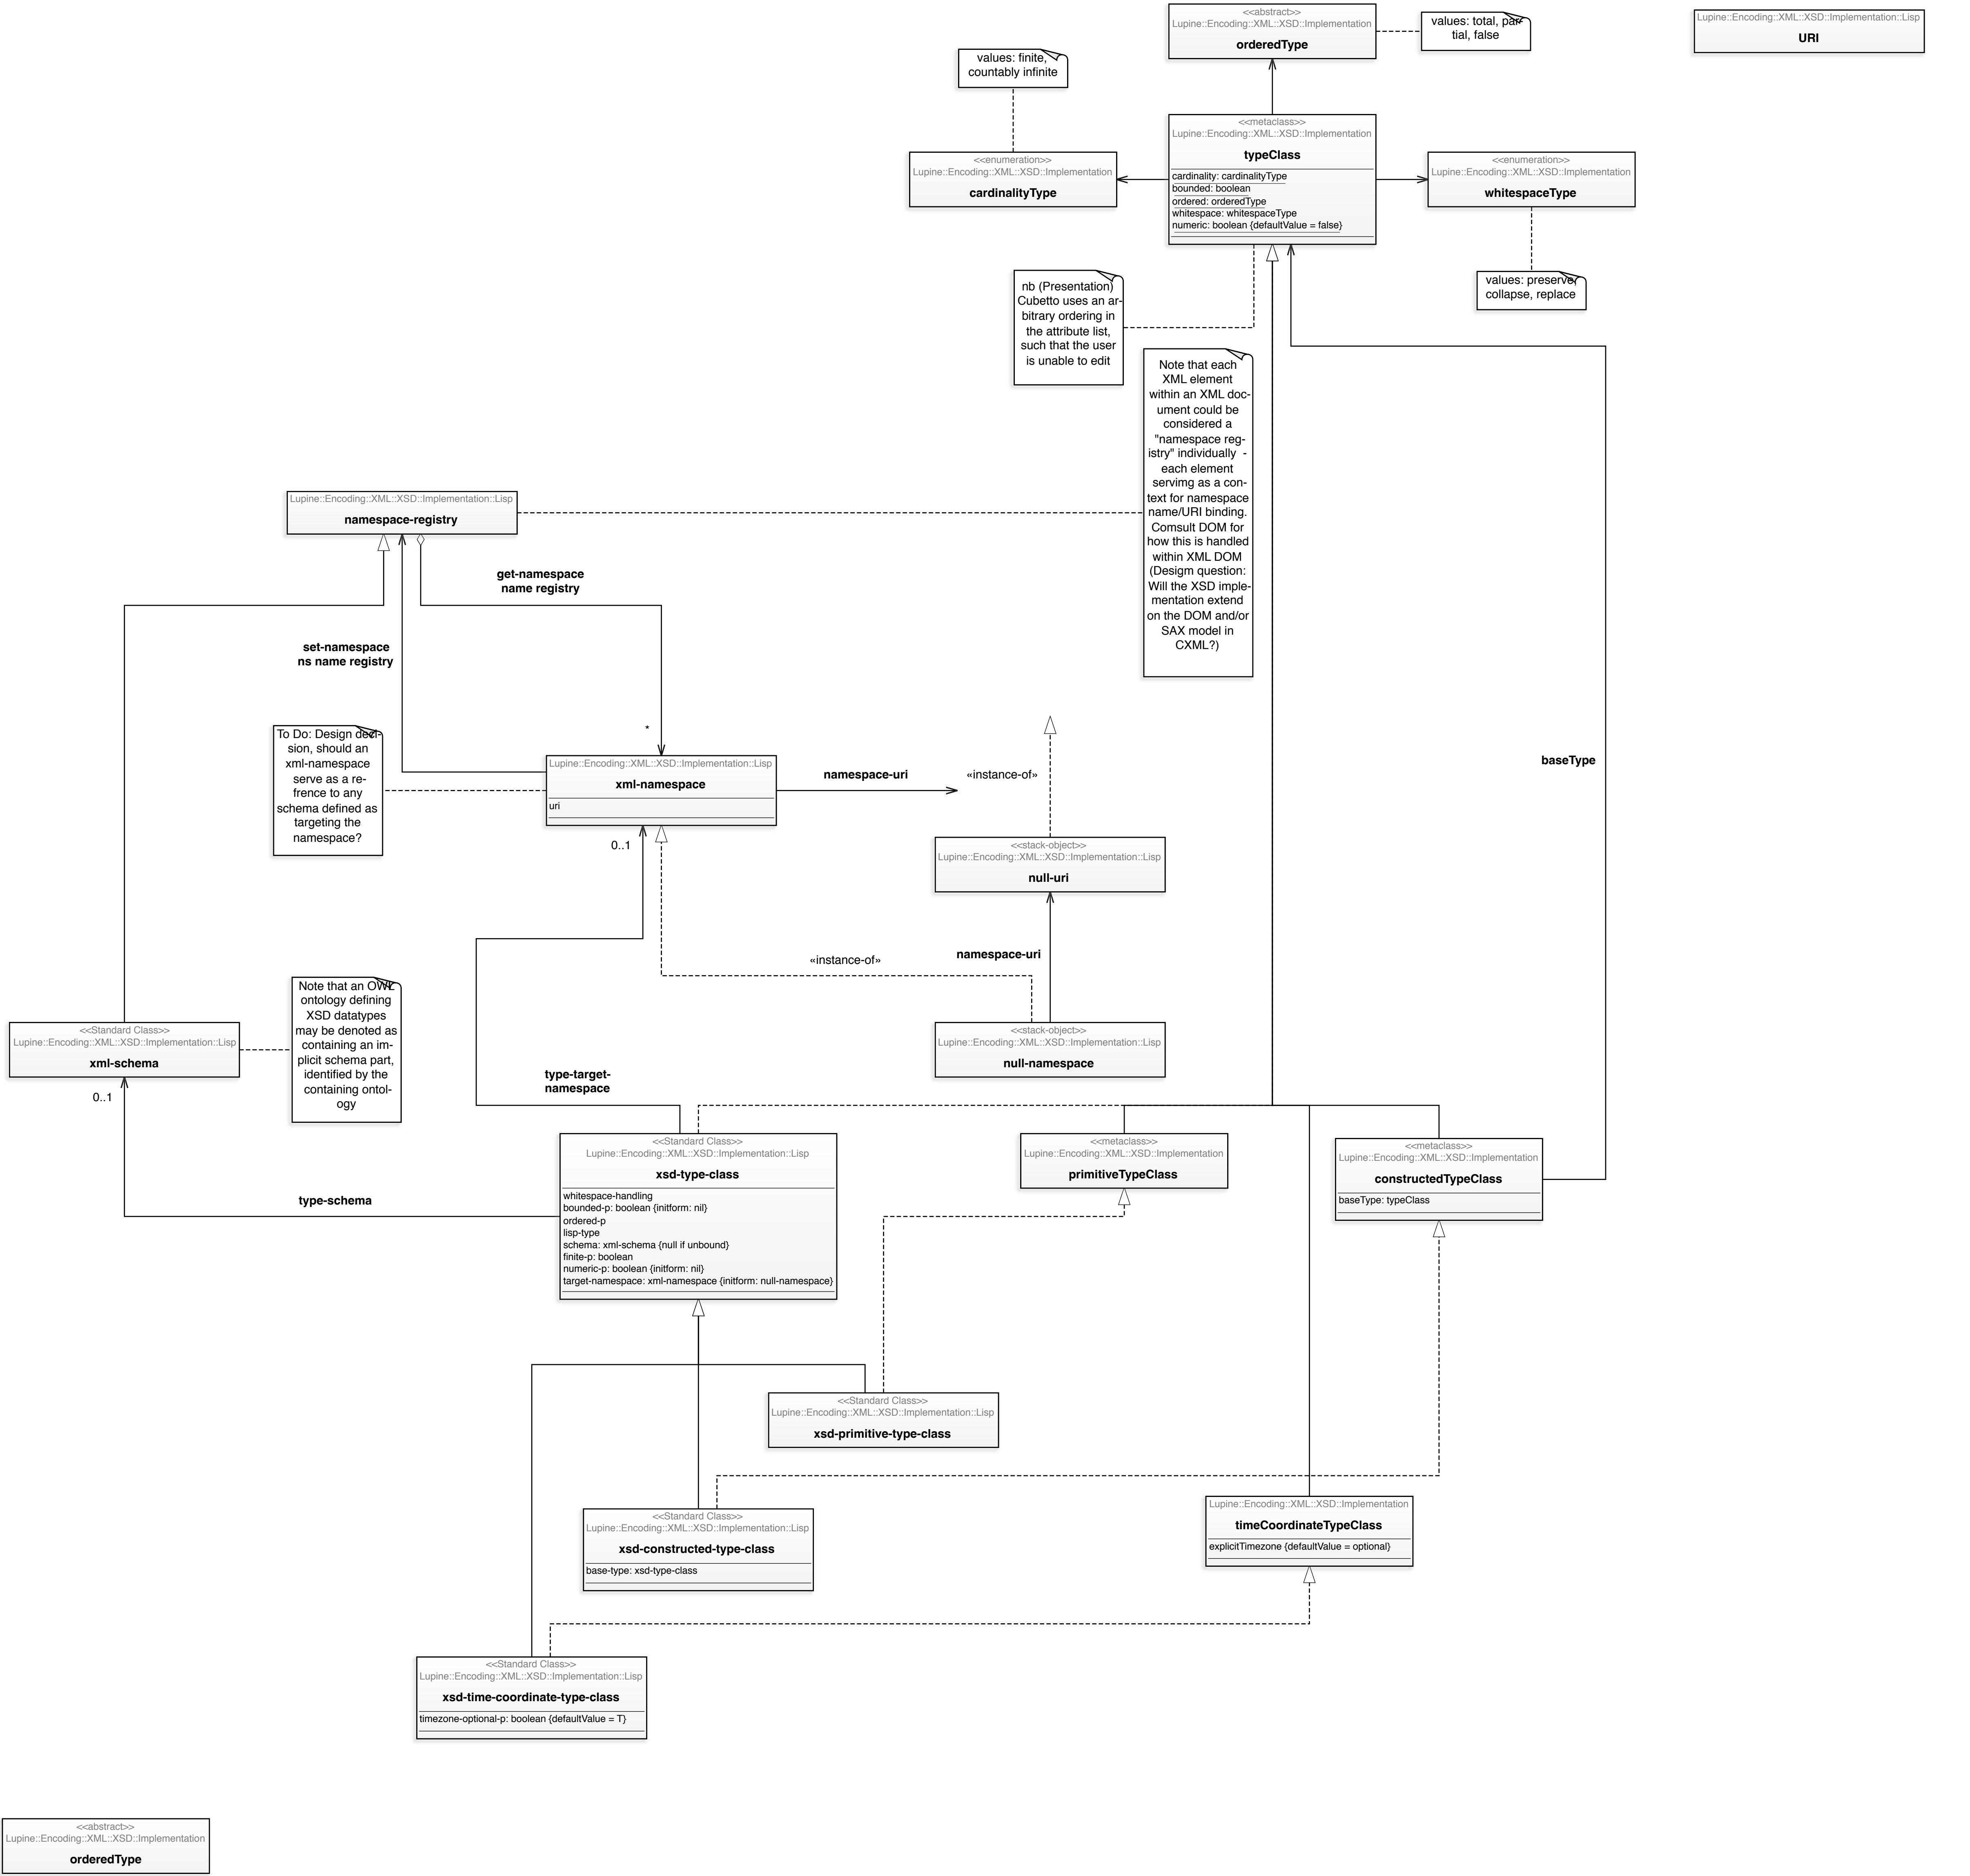 <<abstract>>
Lupine::Encoding::XML::XSD::Implementation
orderedType
values: total, par-
tial, false
Lupine::Encoding::XML::XSD::Implementation::Lisp
URI
values: finite,
countably infinite
<<metaclass>>
Lupine::Encoding::XML::XSD::Implementation
typeClass
cardinality: cardinalityType
bounded: boolean
ordered: orderedType
whitespace: whitespaceType
numeric: boolean {defaultValue = false}
<<enumeration>>
Lupine::Encoding::XML::XSD::Implementation
cardinalityType
<<enumeration>>
Lupine::Encoding::XML::XSD::Implementation
whitespaceType
values: preserve,
collapse, replace
nb (Presentation)
Cubetto uses an ar-
bitrary ordering in
the attribute list,
such that the user
is unable to edit
Note that each
XML element
within an XML doc-
ument could be
considered a
"namespace reg-
istry" individually -
each element
servimg as a con-
text for namespace
name/URI binding.
Comsult DOM for
how this is handled
within XML DOM
(Desigm question:
Will the XSD imple-
mentation extend
on the DOM and/or
SAX model in
CXML?)
Lupine::Encoding::XML::XSD::Implementation::Lisp
namespace-registry
get-namespace
name registry
set-namespace
ns name registry
*
To Do: Design deci-
sion, should an
xml-namespace
serve as a re-
frence to any
schema defined as
targeting the
namespace?
Lupine::Encoding::XML::XSD::Implementation::Lisp
xml-namespace
uri
namespace-uri
«instance-of»
baseType
0..1
<<stack-object>>
Lupine::Encoding::XML::XSD::Implementation::Lisp
null-uri
«instance-of»
namespace-uri
Note that an OWL
ontology defining
XSD datatypes
may be denoted as
containing an im-
plicit schema part,
identified by the
containing ontol-
ogy
<<Standard Class>>
Lupine::Encoding::XML::XSD::Implementation::Lisp
xml-schema
0..1
<<stack-object>>
Lupine::Encoding::XML::XSD::Implementation::Lisp
null-namespace
type-target-
namespace
<<Standard Class>>
Lupine::Encoding::XML::XSD::Implementation::Lisp
xsd-type-class
whitespace-handling
bounded-p: boolean {initform: nil}
ordered-p
lisp-type
schema: xml-schema {null if unbound}
finite-p: boolean
numeric-p: boolean {initform: nil}
target-namespace: xml-namespace {initform: null-namespace}
<<metaclass>>
Lupine::Encoding::XML::XSD::Implementation
primitiveTypeClass
<<metaclass>>
Lupine::Encoding::XML::XSD::Implementation
constructedTypeClass
baseType: typeClass
type-schema
<<Standard Class>>
Lupine::Encoding::XML::XSD::Implementation::Lisp
xsd-primitive-type-class
<<Standard Class>>
Lupine::Encoding::XML::XSD::Implementation::Lisp
xsd-constructed-type-class
base-type: xsd-type-class
Lupine::Encoding::XML::XSD::Implementation
timeCoordinateTypeClass
explicitTimezone {defaultValue = optional}
<<Standard Class>>
Lupine::Encoding::XML::XSD::Implementation::Lisp
xsd-time-coordinate-type-class
timezone-optional-p: boolean {defaultValue = T}
<<abstract>>
Lupine::Encoding::XML::XSD::Implementation
orderedType